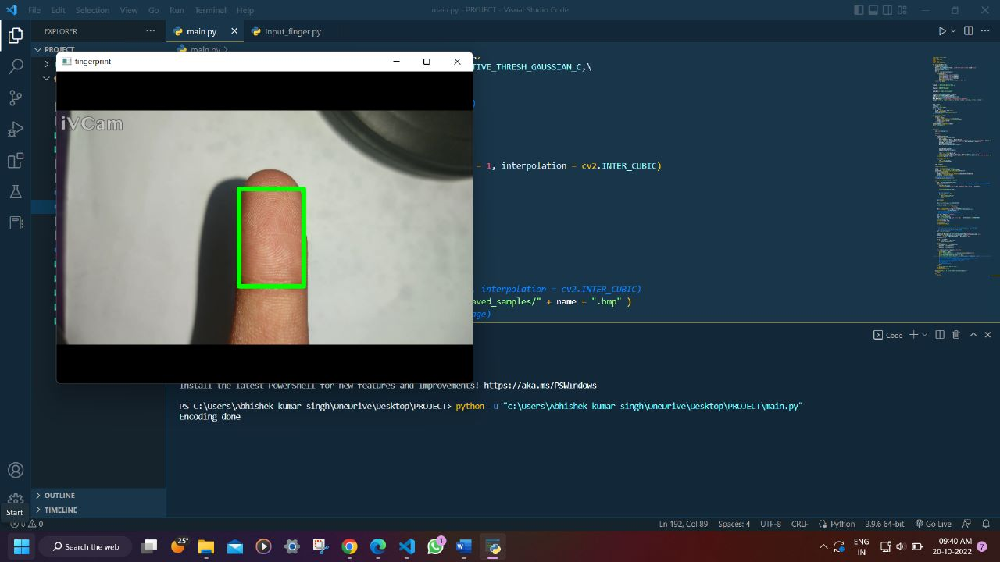 File Edit Selection View Go Run Terminal Help
main.py - PROJECT - Visual Studio Code
EXPLORER
main.py
Input_finger.py
PROJECT
main.py
fingerprint
TIVE_THRESH_GAUSSIAN_C,\
iVCam
= 1, interpolation = cv2.INTER_CUBIC)
interpolation = cv2.INTER_CUBIC)
aved_samples/" + name + ".bmp" )
age)
Code
Install the latest PowerShell for new features and improvements! https://aka.ms/PSWindows
PS C:\Users\Abhishek kumar singh\OneDrive\Desktop\PROJECT> python -u "c:\Users\Abhishek kumar singh\OneDrive\Desktop\PROJECT\main.py"
Encoding done
OUTLINE
TIMELINE
Start
0 0
Ln 192, Col 89 Spaces: 4 UTF-8 CRLF Python 3.9.6 64-bit Go Live
Search the web
25°
1
ENG
IN
09:40 AM
20-10-2022
7